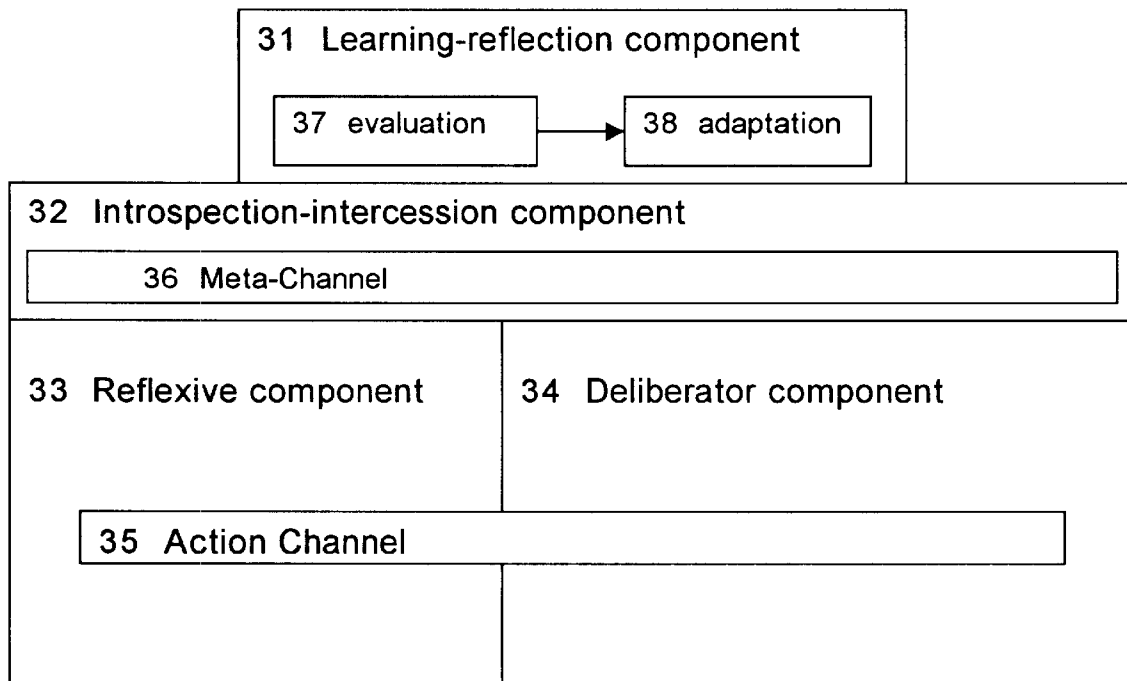 31 Learning-reflection component
37 evaluation
38 adaptation
32 Introspection-intercession component
36 Meta-Channel
33 Reflexive component
34 Deliberator component
35 Action Channel